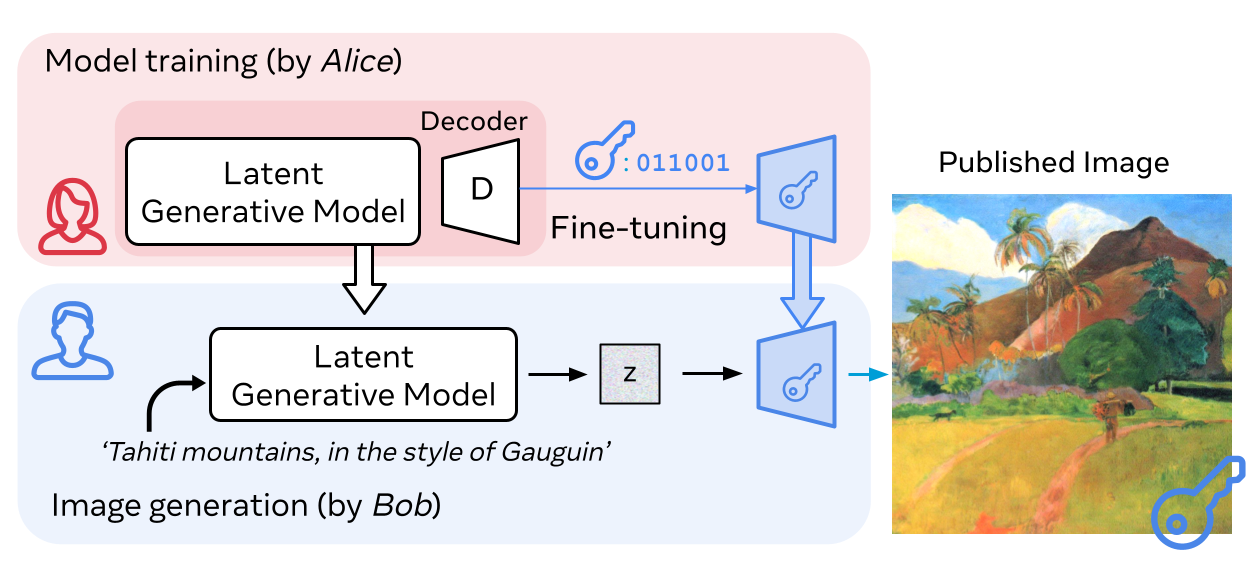 Model training (by Alice)
Decoder
Latent
Generative Model
D
: 011001
Fine-tuning
Published Image
Latent
Generative Model
z
'Tahiti mountains, in the style of Gauguin'
Image generation (by Bob)